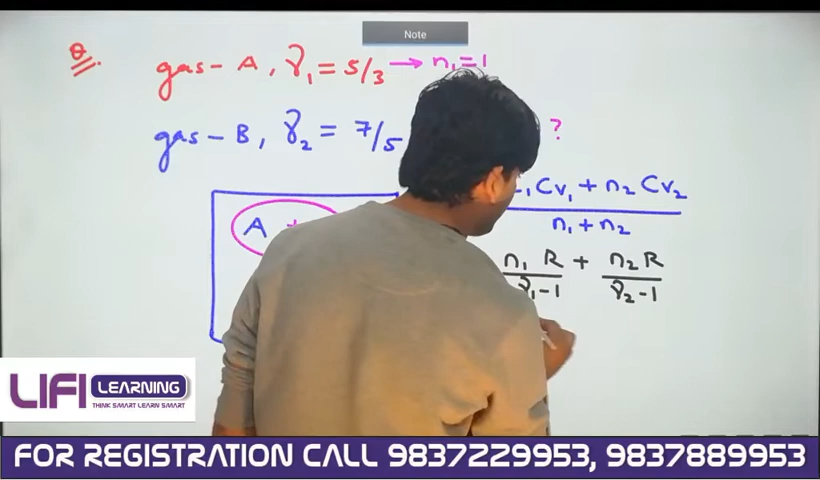 Note
Q.
gas - A, γ₁ = 5/3 → n₁ = 1
gas - B, γ₂ = 7/5
?
A +
₁ Cv₁ + n₂ Cv₂
n₁ + n₂
n₁ R + n₂ R
γ₁ - 1 γ₂ - 1
LIFI LEARNING
THINK SMART LEARN SMART
FOR REGISTRATION CALL 9837229953, 9837889953